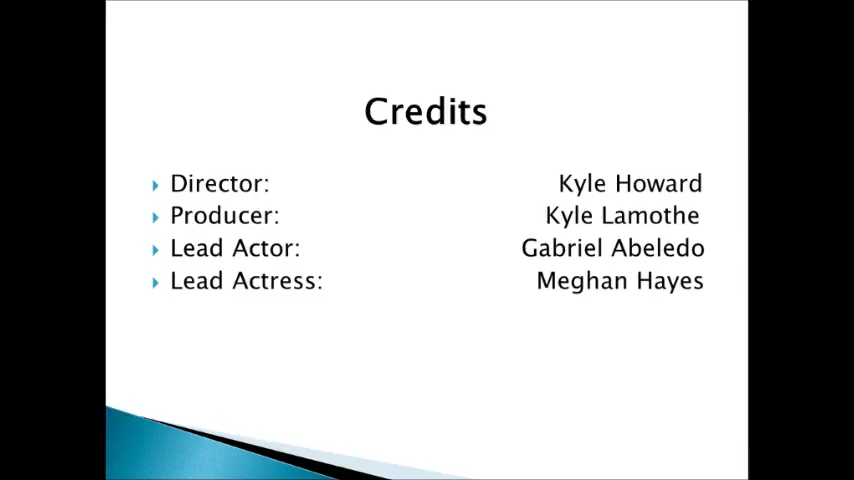 Credits
Director: Kyle Howard
Producer: Kyle Lamothe
Lead Actor: Gabriel Abeledo
Lead Actress: Meghan Hayes